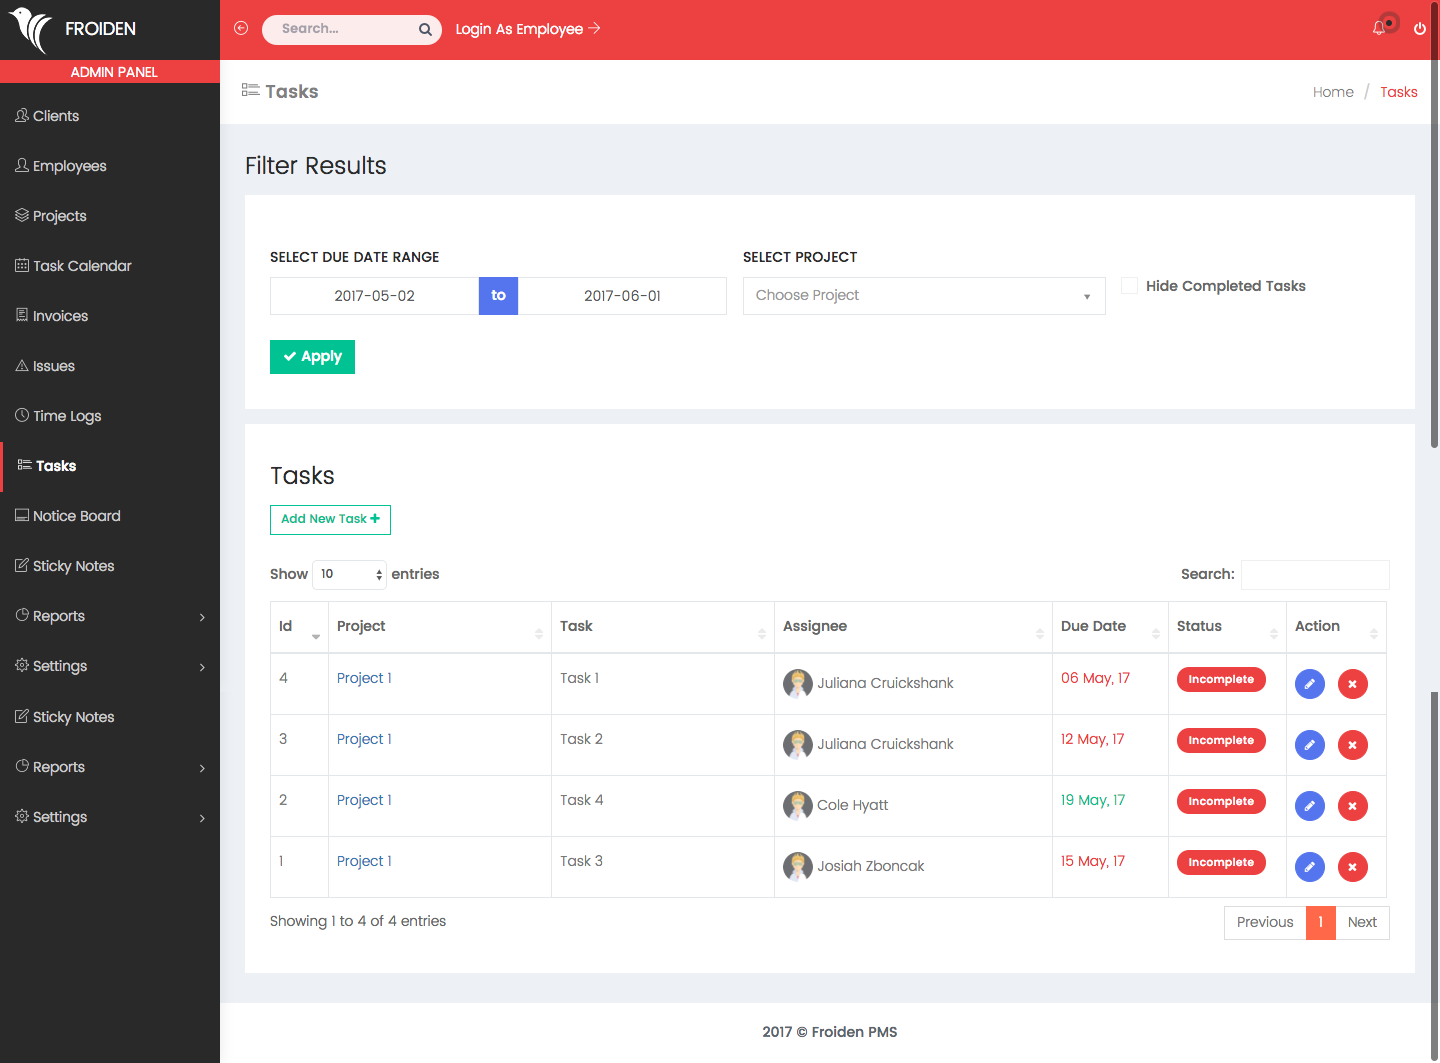 FROIDEN
Search...
Login As Employee
ADMIN PANEL
Clients
Employees
Projects
Task Calendar
Invoices
Issues
Time Logs
Tasks
Notice Board
Sticky Notes
Reports
Settings
Sticky Notes
Reports
Settings
Tasks
Home / Tasks
Filter Results
SELECT DUE DATE RANGE
2017-05-02 to 2017-06-01
SELECT PROJECT
Choose Project
Hide Completed Tasks
Apply
Tasks
Add New Task +
Show 10 entries
Search:
Id Project Task Assignee Due Date Status Action
4 Project 1 Task 1 Juliana Cruickshank 06 May, 17 Incomplete
3 Project 1 Task 2 Juliana Cruickshank 12 May, 17 Incomplete
2 Project 1 Task 4 Cole Hyatt 19 May, 17 Incomplete
1 Project 1 Task 3 Josiah Zboncak 15 May, 17 Incomplete
Showing 1 to 4 of 4 entries
Previous 1 Next
2017 © Froiden PMS